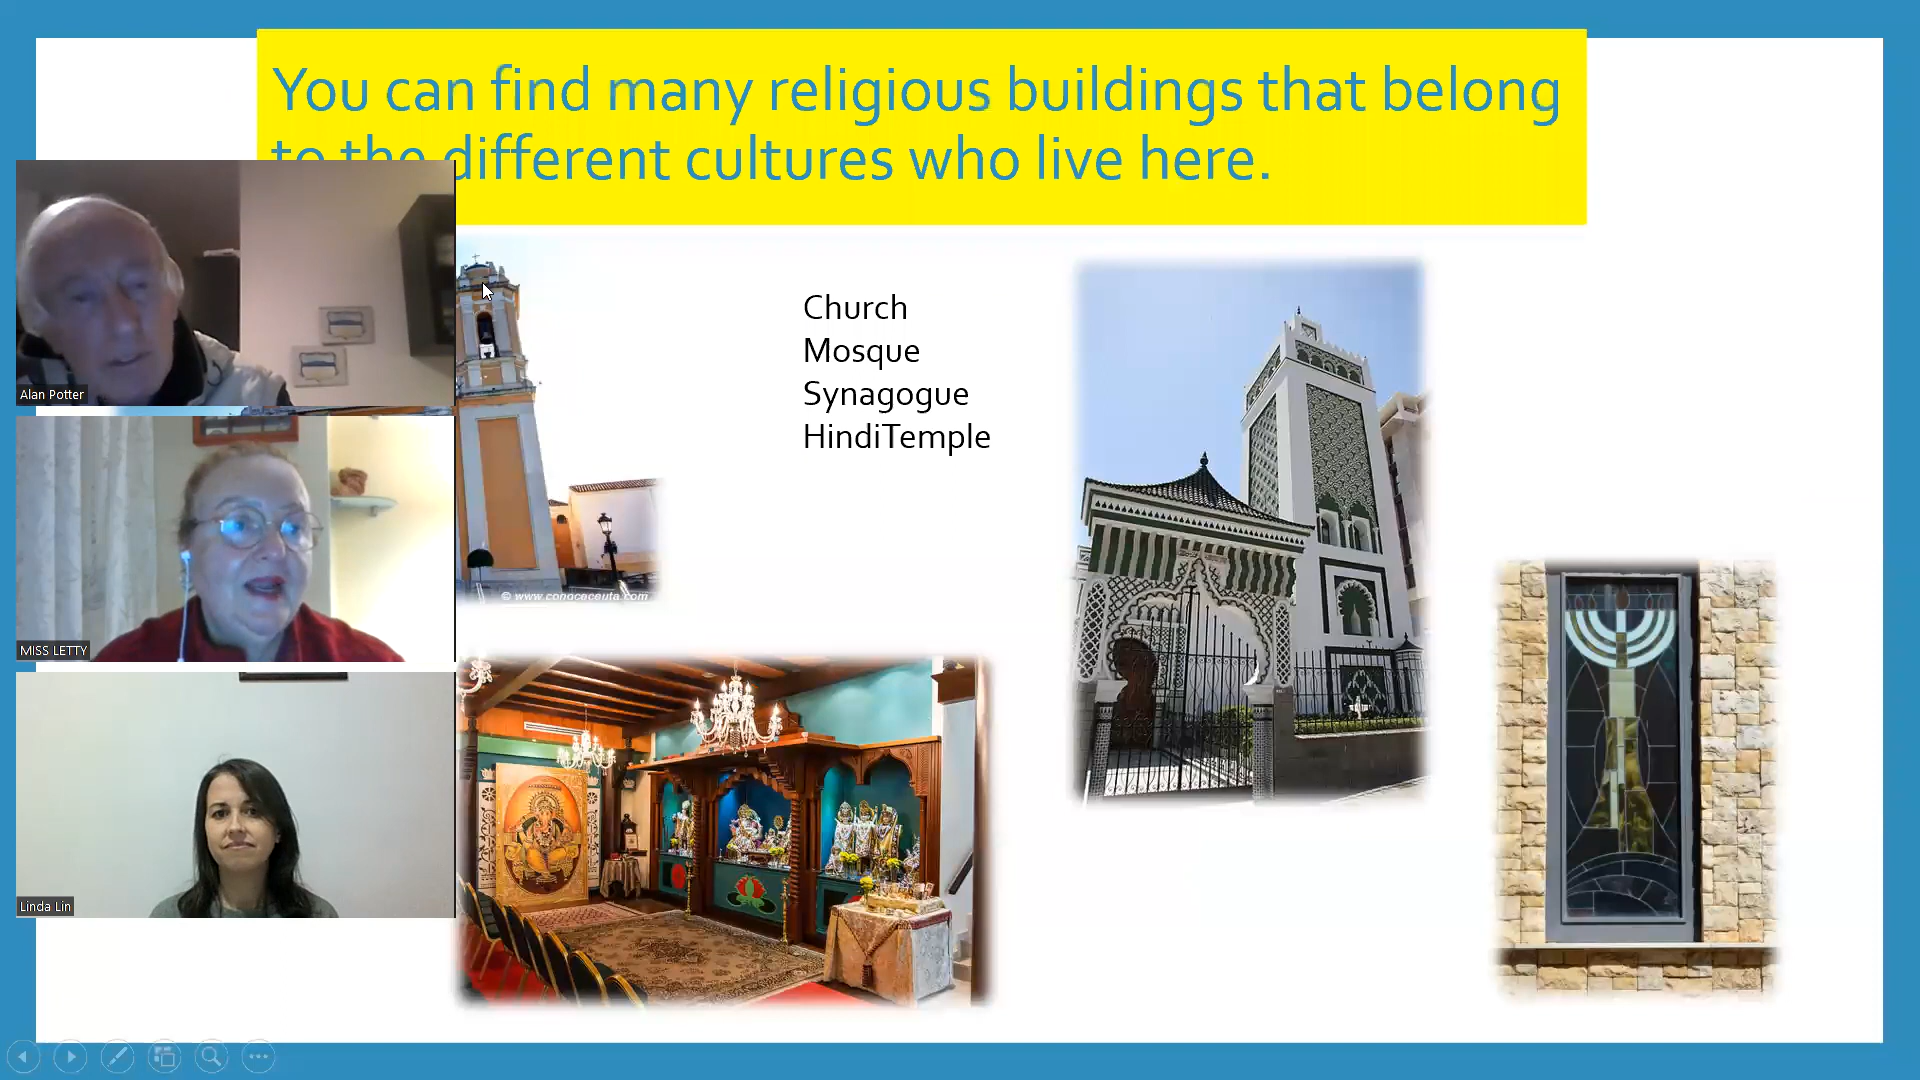 You can find many religious buildings that belong
to the different cultures who live here.
Alan Potter
Church
Mosque
Synagogue
HindiTemple
© www.conoceceuta.com
MISS LETTY
Linda Lin